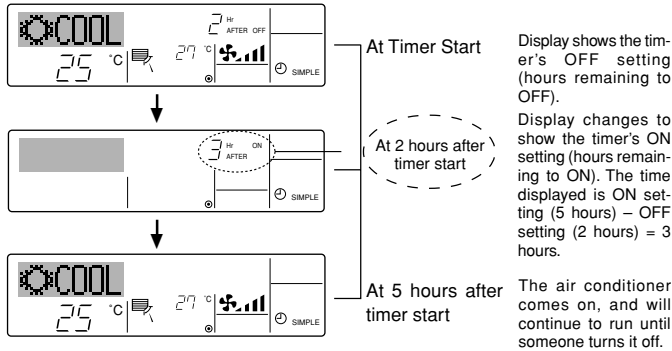 COOL
2 Hr
AFTER OFF
25 °C
27 °C
SIMPLE
At Timer Start
Display shows the tim-
er's OFF setting
(hours remaining to
OFF).
3 Hr ON
AFTER
SIMPLE
At 2 hours after
timer start
Display changes to
show the timer's ON
setting (hours remain-
ing to ON). The time
displayed is ON set-
ting (5 hours) – OFF
setting (2 hours) = 3
hours.
COOL
25 °C
27 °C
SIMPLE
At 5 hours after
timer start
The air conditioner
comes on, and will
continue to run until
someone turns it off.